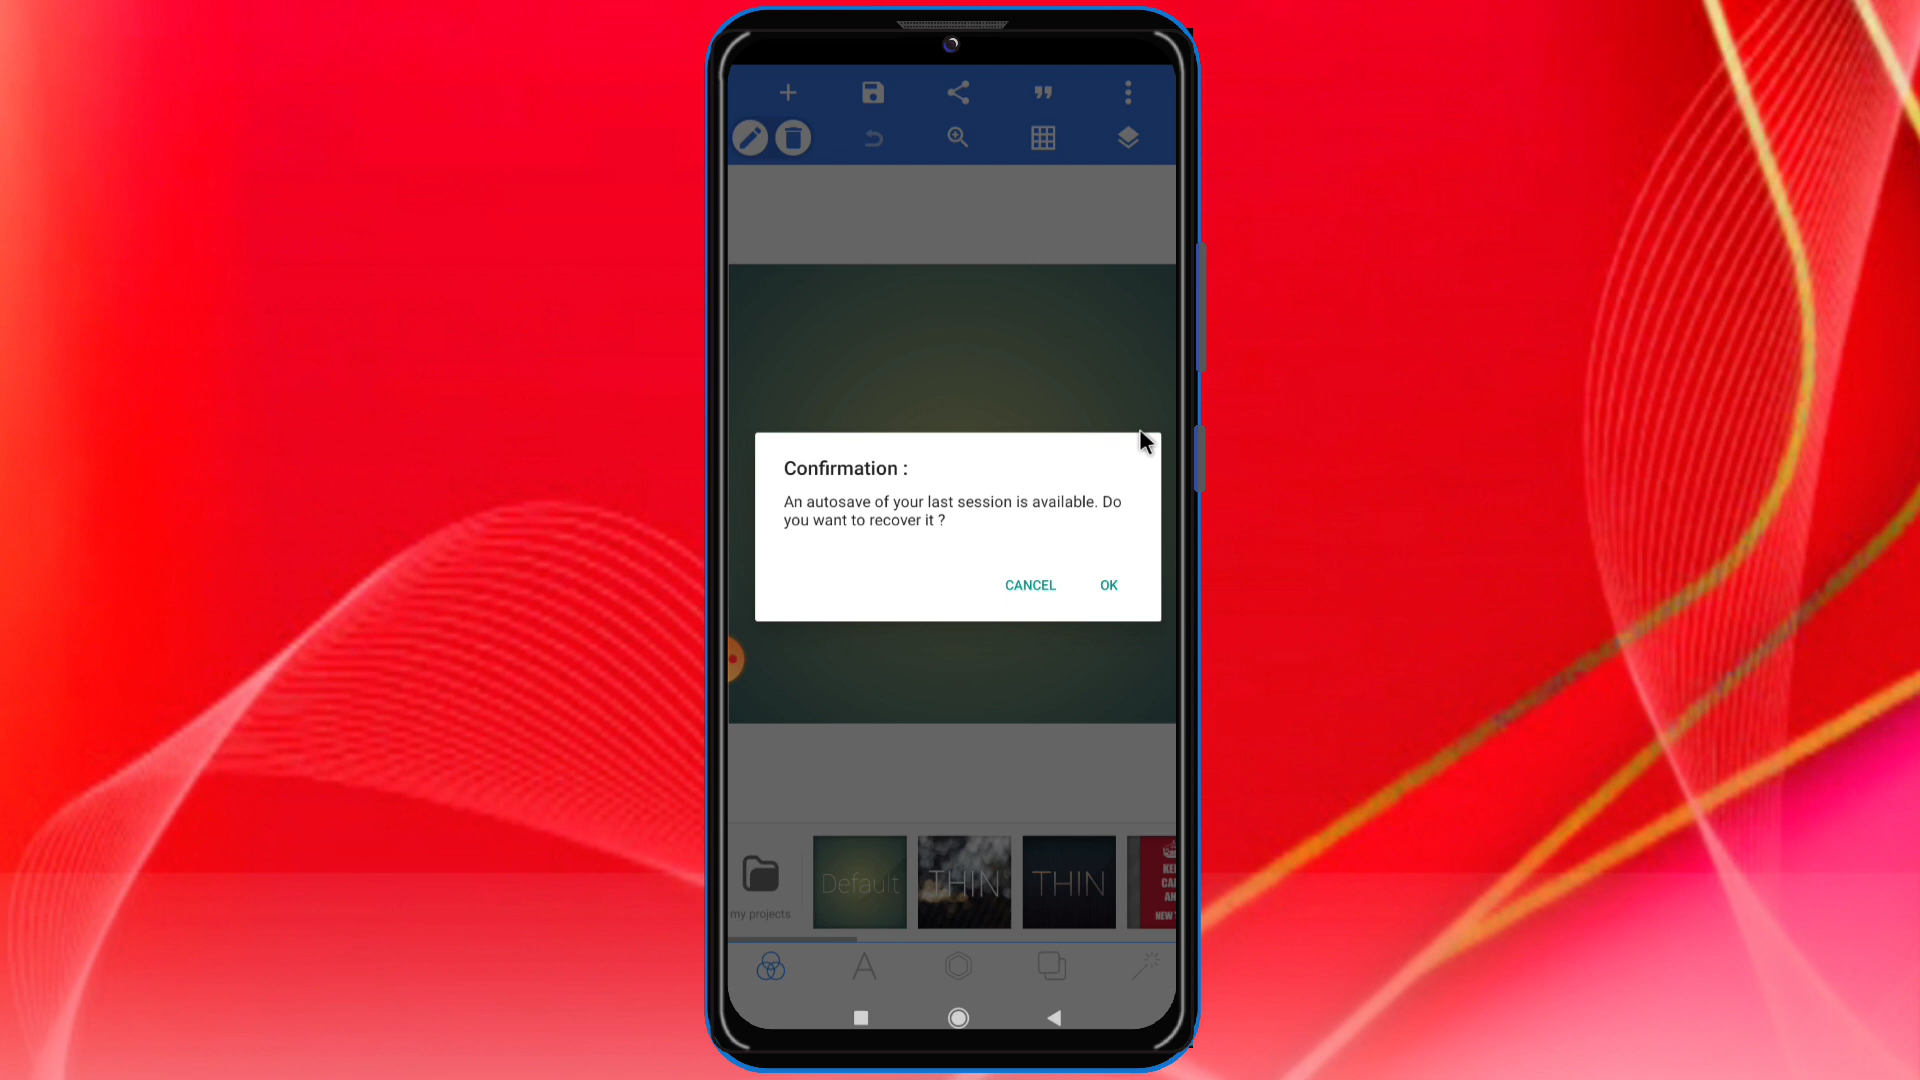 Confirmation :
An autosave of your last session is available. Do
you want to recover it ?
CANCEL OK
my projects
Default
THIN
THIN
NEW